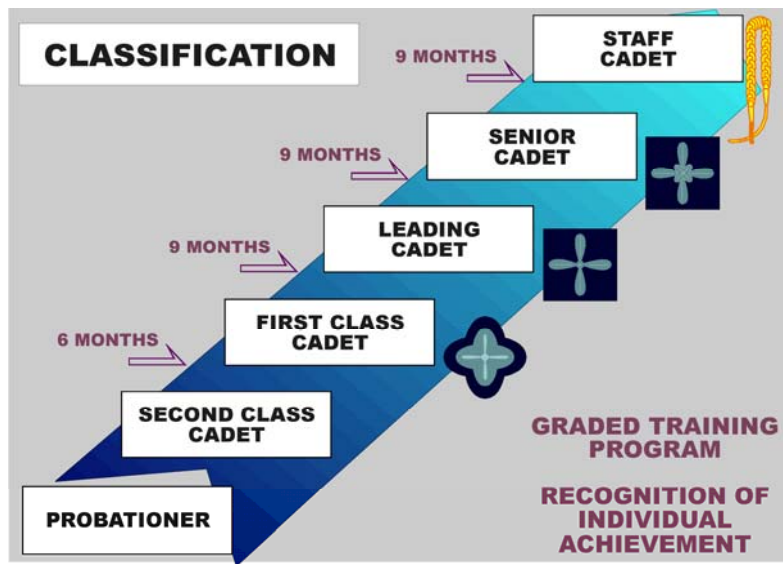 CLASSIFICATION
STAFF
CADET
9 MONTHS
SENIOR
CADET
9 MONTHS
LEADING
CADET
9 MONTHS
FIRST CLASS
CADET
6 MONTHS
SECOND CLASS
CADET
PROBATIONER
GRADED TRAINING
PROGRAM
RECOGNITION OF
INDIVIDUAL
ACHIEVEMENT